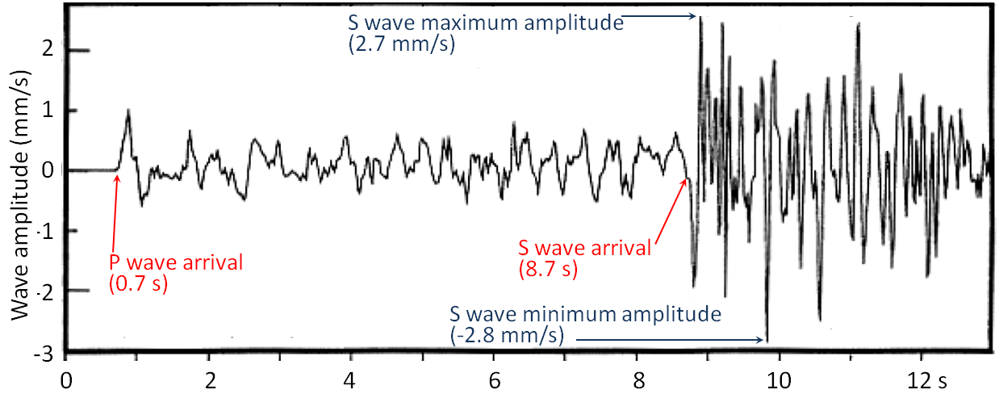 S wave maximum amplitude
(2.7 mm/s)
2
1
0
-1
-2
-3
Wave amplitude (mm/s)
P wave arrival
(0.7 s)
S wave arrival
(8.7 s)
S wave minimum amplitude
(-2.8 mm/s)
0 2 4 6 8 10 12 s